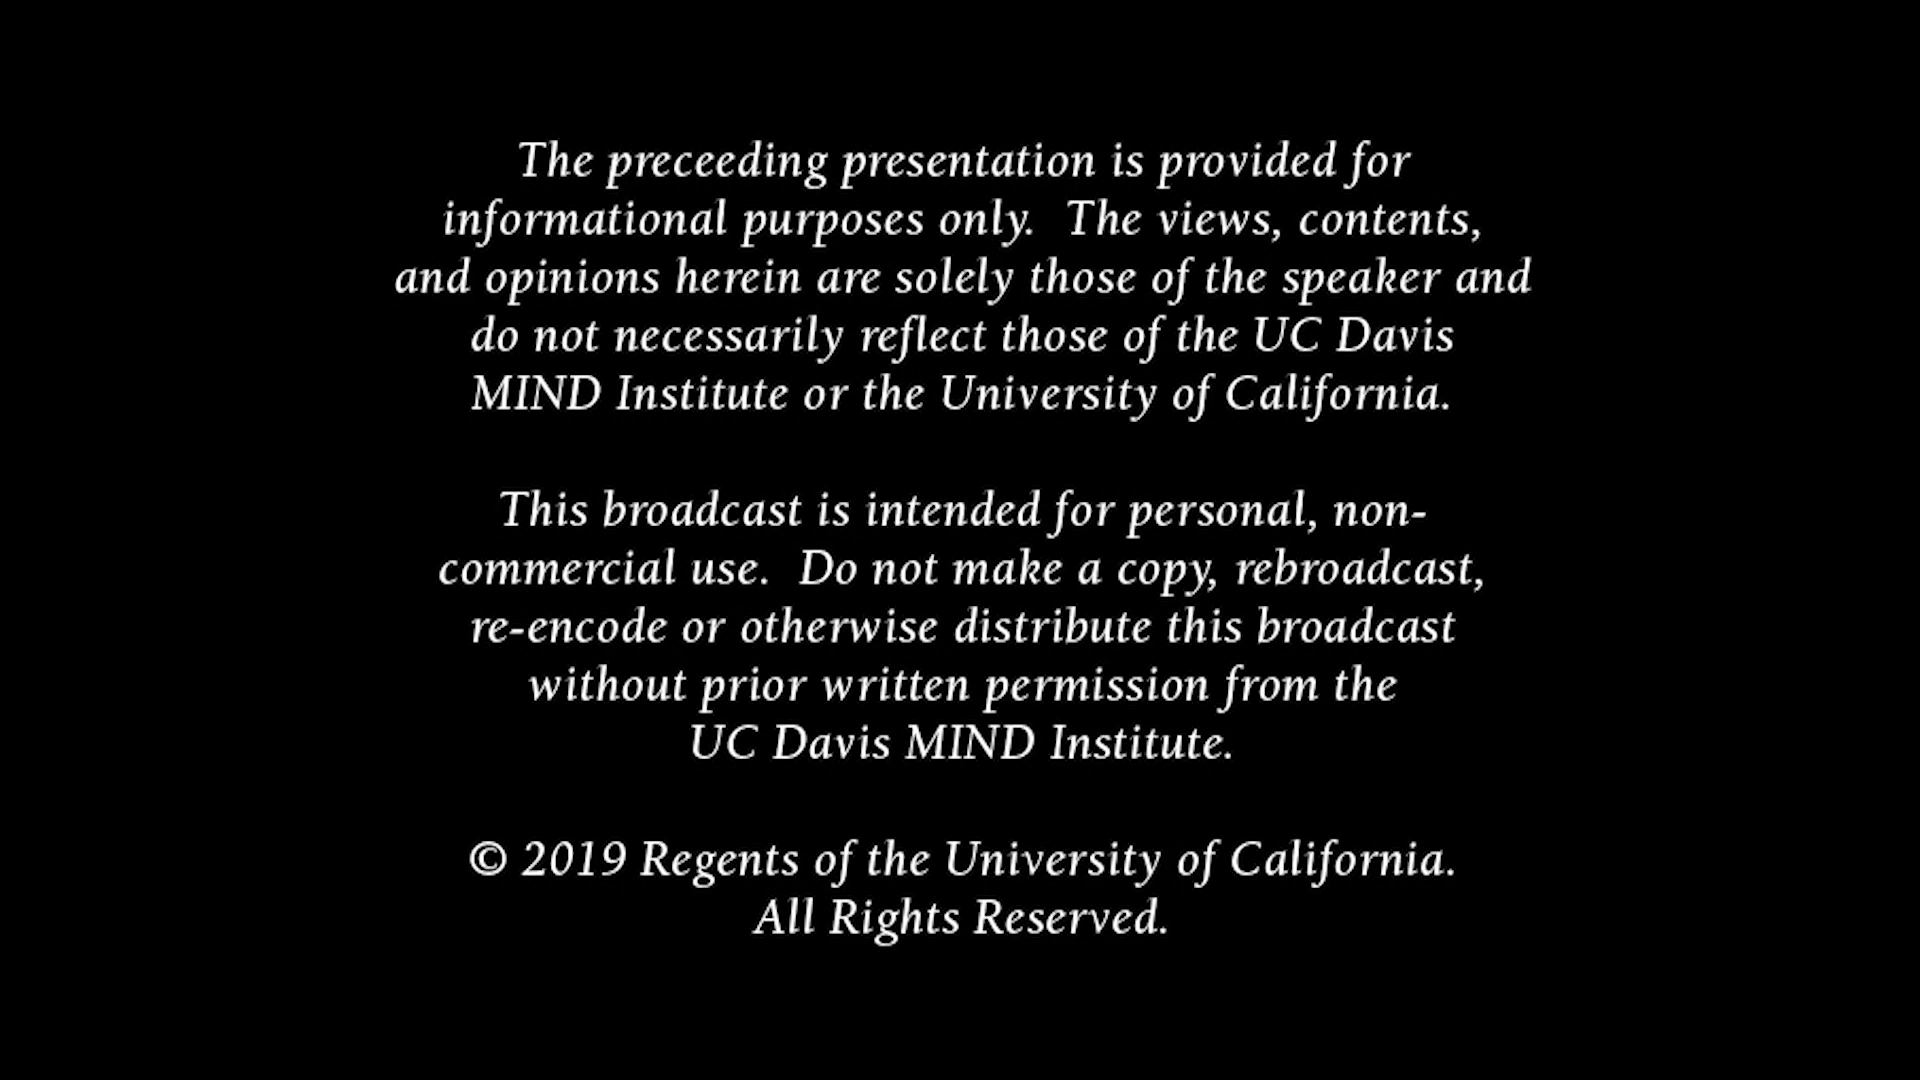 The preceeding presentation is provided for
informational purposes only.  The views, contents,
and opinions herein are solely those of the speaker and
do not necessarily reflect those of the UC Davis
MIND Institute or the University of California.
This broadcast is intended for personal, non-
commercial use.  Do not make a copy, rebroadcast,
re-encode or otherwise distribute this broadcast
without prior written permission from the
UC Davis MIND Institute.
© 2019 Regents of the University of California.
All Rights Reserved.